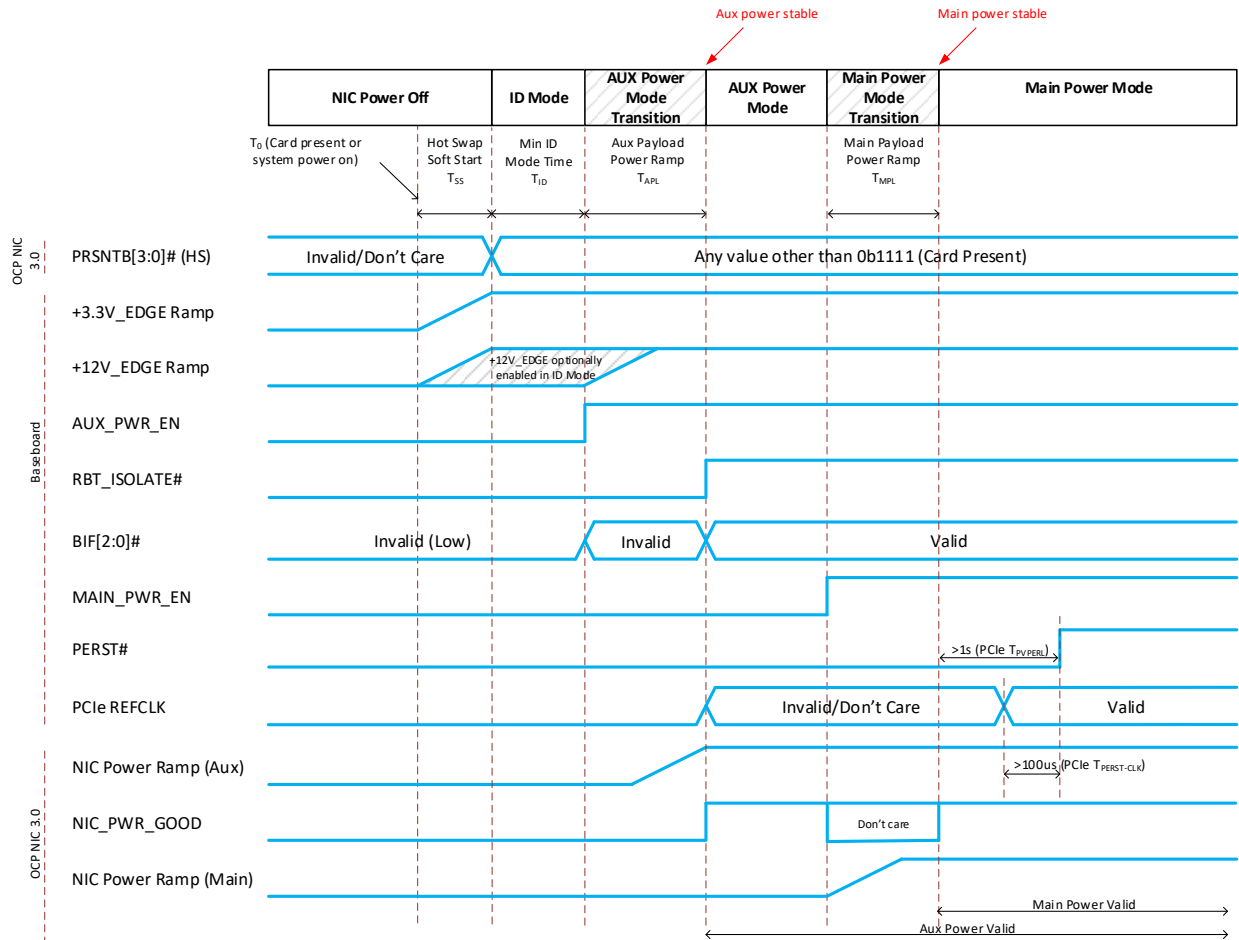 Aux power stable
Main power stable
NIC Power Off
ID Mode
AUX Power
Mode
Transition
AUX Power
Mode
Main Power
Mode
Transition
Main Power Mode
T0 (Card present or
system power on)
Hot Swap
Soft Start
TSS
Min ID
Mode Time
TID
Aux Payload
Power Ramp
TAPL
Main Payload
Power Ramp
TMPL
OCP NIC
3.0
PRSNTB[3:0]# (HS)
Invalid/Don't Care
Any value other than 0b1111 (Card Present)
Baseboard
+3.3V_EDGE Ramp
+12V_EDGE Ramp
+12V_EDGE optionally
enabled in ID Mode
AUX_PWR_EN
RBT_ISOLATE#
BIF[2:0]#
Invalid (Low)
Invalid
Valid
MAIN_PWR_EN
PERST#
>1s (PCIe TPVPERL)
PCIe REFCLK
Invalid/Don't Care
Valid
OCP NIC 3.0
NIC Power Ramp (Aux)
>100us (PCIe TPERST-CLK)
NIC_PWR_GOOD
Don't care
NIC Power Ramp (Main)
Main Power Valid
Aux Power Valid